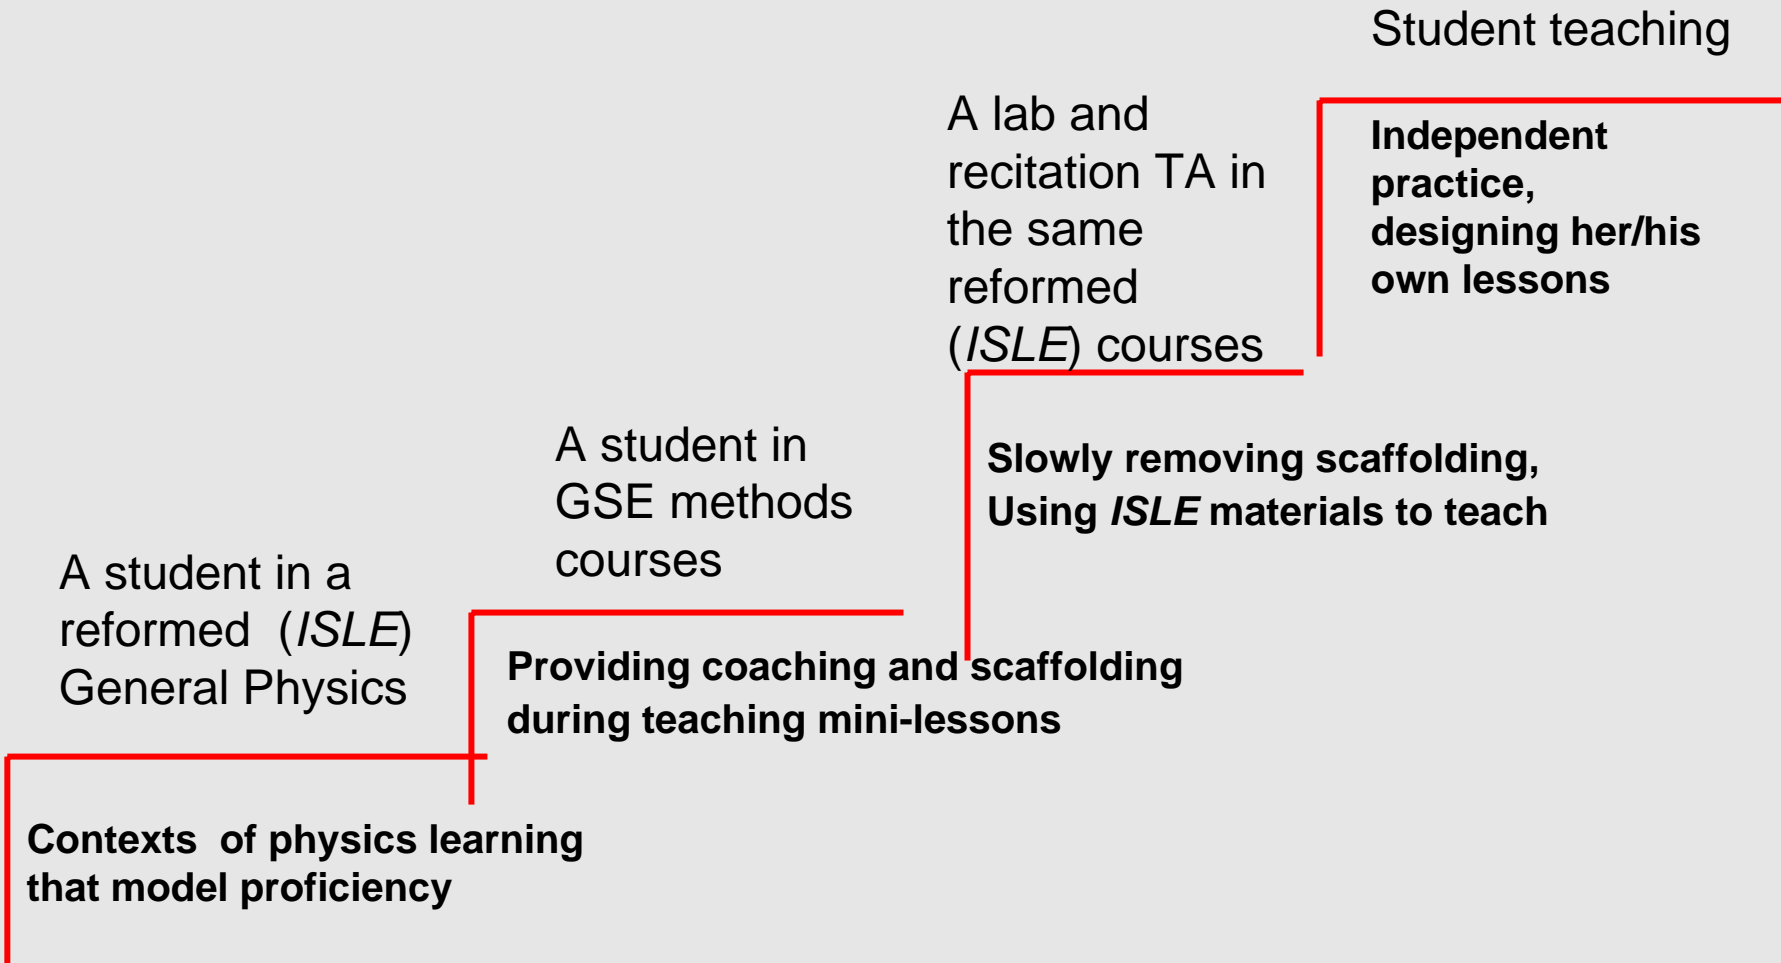 Student teaching
Independent
practice,
designing her/his
own lessons
A lab and
recitation TA in
the same
reformed
(ISLE) courses
Slowly removing scaffolding,
Using ISLE materials to teach
A student in
GSE methods
courses
Providing coaching and scaffolding
during teaching mini-lessons
A student in a
reformed  (ISLE)
General Physics
Contexts  of physics learning
that model proficiency